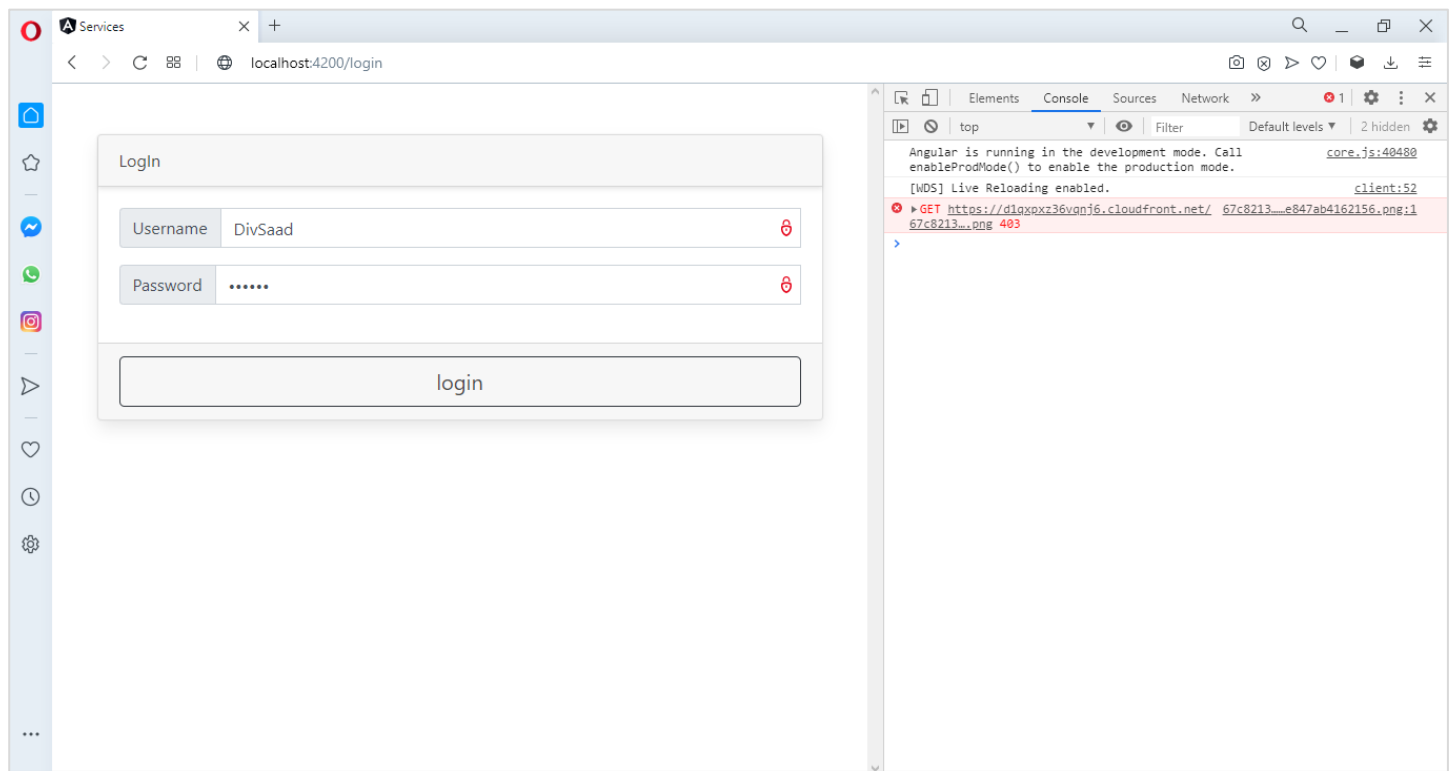 Services
localhost:4200/login
LogIn
Username DivSaad
Password ••••••
login
Elements Console Sources Network » 1
top Filter Default levels ▼ 2 hidden
Angular is running in the development mode. Call core.js:40480
enableProdMode() to enable the production mode.
[WDS] Live Reloading enabled. client:52
GET https://d1qxpxz36vqnj6.cloudfront.net/ 67c8213……e847ab4162156.png:1
67c8213….png 403